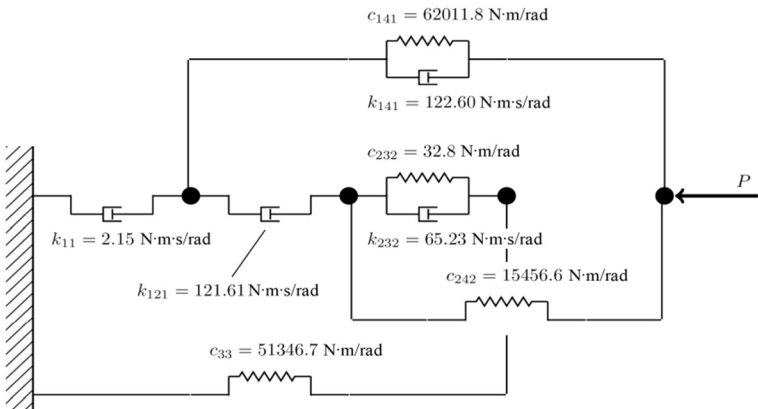 c₁₄₁ = 62011.8 N·m/rad
k₁₄₁ = 122.60 N·m·s/rad
c₂₃₂ = 32.8 N·m/rad
P
k₁₁ = 2.15 N·m·s/rad
k₂₃₂ = 65.23 N·m·s/rad
c₂₄₂ = 15456.6 N·m/rad
k₁₂₁ = 121.61 N·m·s/rad
c₃₃ = 51346.7 N·m/rad